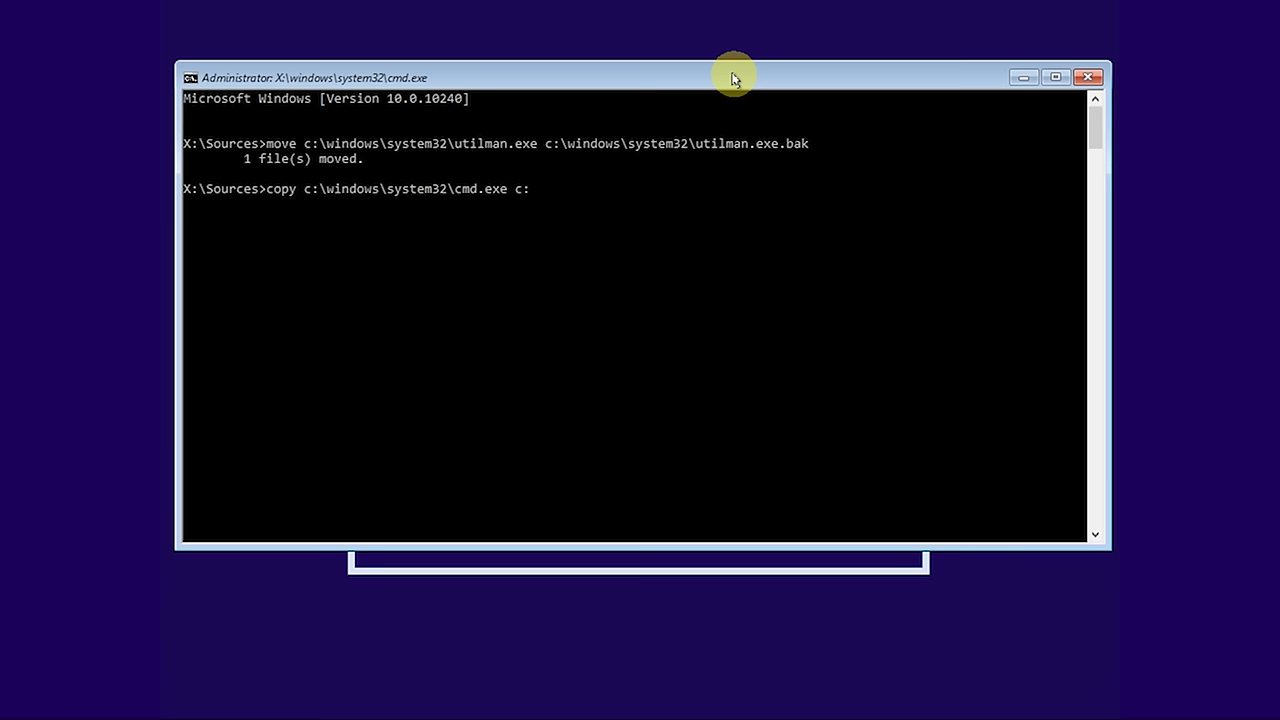 Administrator: X:\windows\system32\cmd.exe
Microsoft Windows [Version 10.0.10240]
X:\Sources>move c:\windows\system32\utilman.exe c:\windows\system32\utilman.exe.bak
1 file(s) moved.
X:\Sources>copy c:\windows\system32\cmd.exe c: